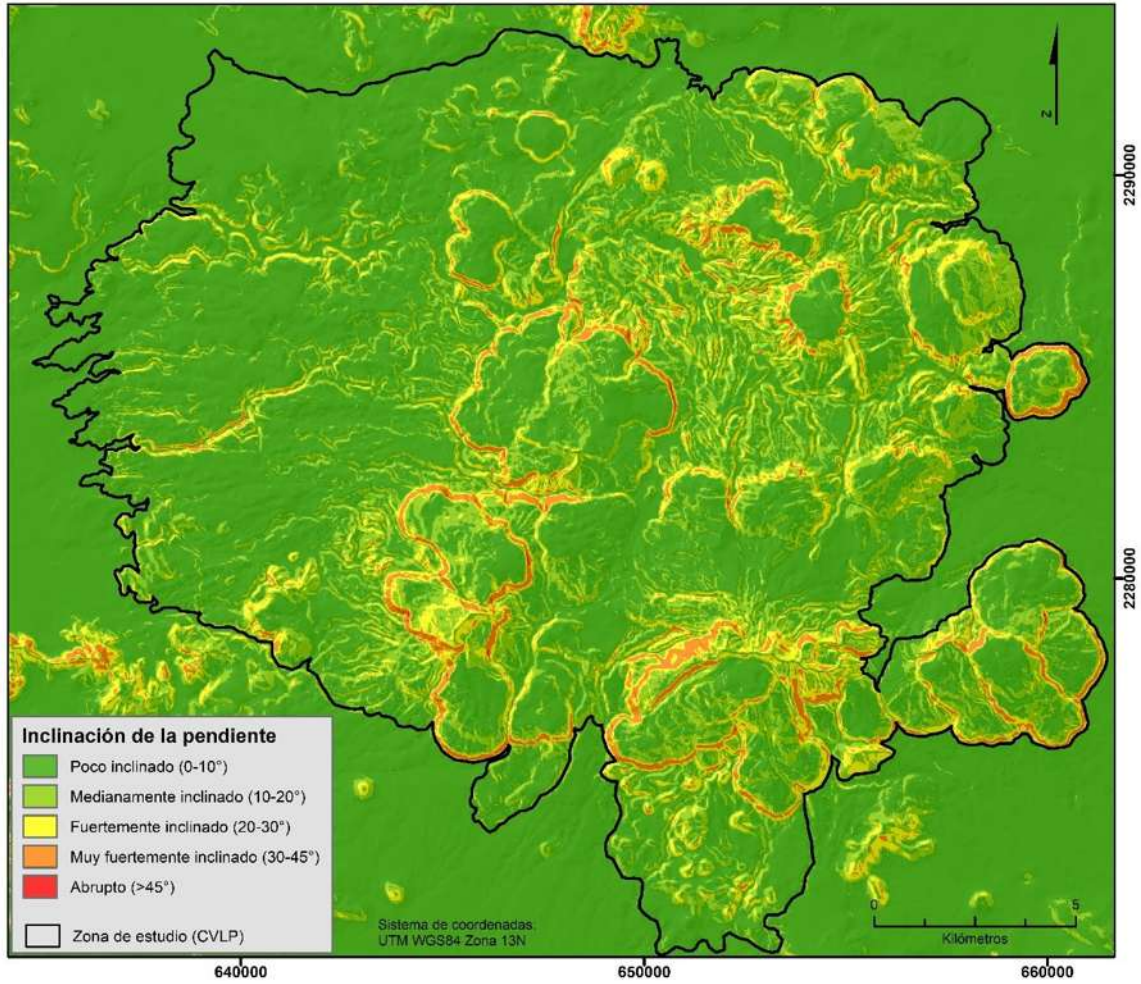 N
2290000
2280000
Inclinación de la pendiente
Poco inclinado (0-10°)
Medianamente inclinado (10-20°)
Fuertemente inclinado (20-30°)
Muy fuertemente inclinado (30-45°)
Abrupto (>45°)
Zona de estudio (CVLP)
Sistema de coordenadas:
UTM WGS84 Zona 13N
0 5
Kilómetros
640000 650000 660000